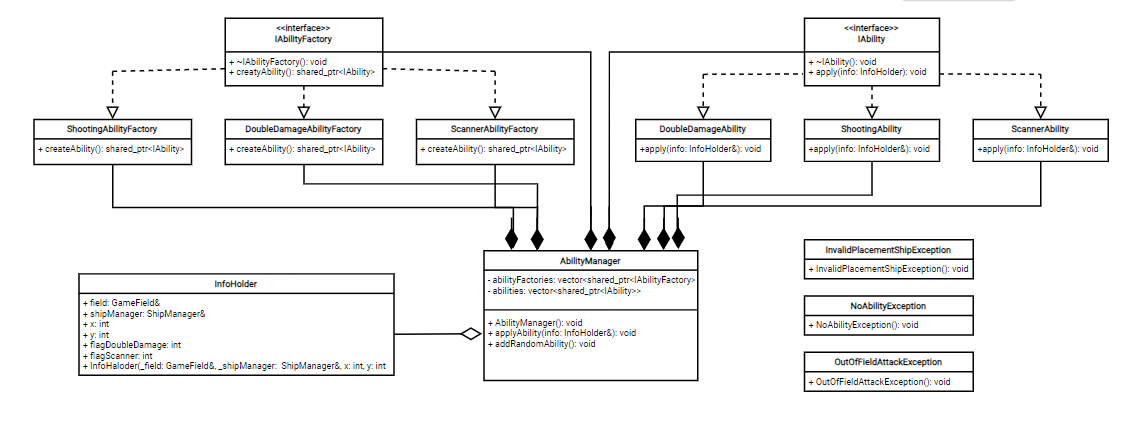 <<interface>>
IAbilityFactory
+ ~IAbilityFactory(): void
+ creatyAbility(): shared_ptr<IAbility>
<<interface>>
IAbility
+ ~IAbility(): void
+ apply(info: InfoHolder): void
ShootingAbilityFactory
+ createAbility(): shared_ptr<IAbility>
DoubleDamageAbilityFactory
+ createAbility(): shared_ptr<IAbility>
ScannerAbilityFactory
+ createAbility(): shared_ptr<IAbility>
DoubleDamageAbility
+apply(info: InfoHolder&): void
ShootingAbility
+apply(info: InfoHolder&): void
ScannerAbility
+apply(info: InfoHolder&): void
AbilityManager
- abilityFactories: vector<shared_ptr<IAbilityFactory>
- abilities: vector<shared_ptr<IAbility>>
+ AbilityManager(): void
+ applyAbility(info: InfoHolder&): void
+ addRandomAbility(): void
InfoHolder
+ field: GameField&
+ shipManager: ShipManager&
+ x: int
+ y: int
+ flagDoubleDamage: int
+ flagScanner: int
+ InfoHaloder(_field: GameField&, _shipManager: ShipManager&, x: int, y: int
InvalidPlacementShipException
+ InvalidPlacementShipException(): void
NoAbilityException
+ NoAbilityException(): void
OutOfFieldAttackException
+ OutOfFieldAttackException(): void